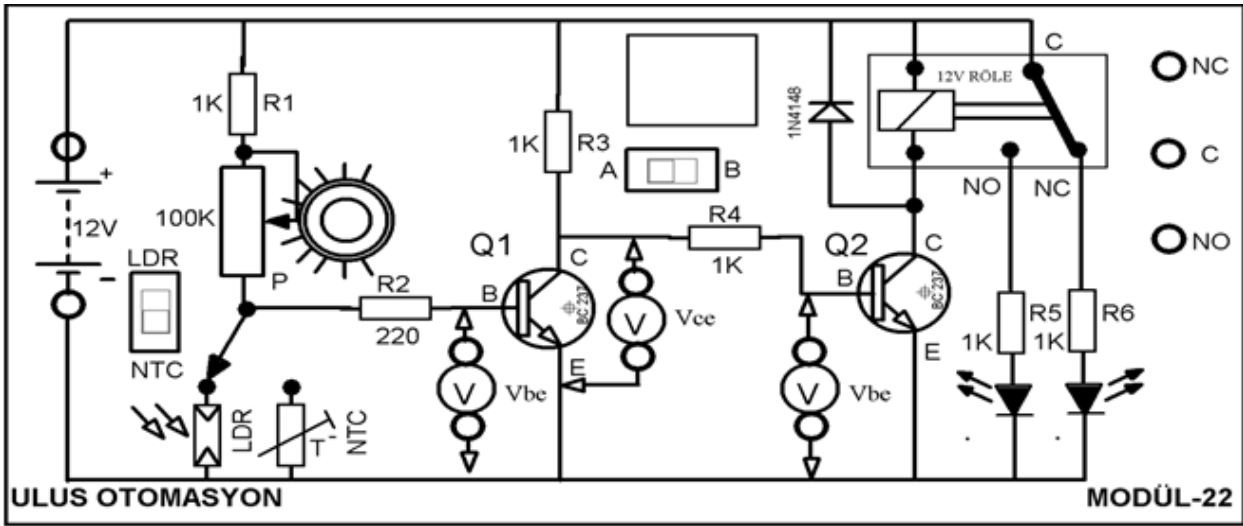 1K R1
100K
P
12V
+
-
LDR
NTC
R2
220
LDR
T
-
NTC
Q1
B
C
E
BC 237
Vbe
V
1K R3
A B
Vce
V
R4
1K
1N4148
12V RÖLE
C
NO NC
Q2
B
C
E
BC 237
Vbe
V
R5
1K
R6
1K
NC
C
NO
ULUS OTOMASYON
MODÜL-22